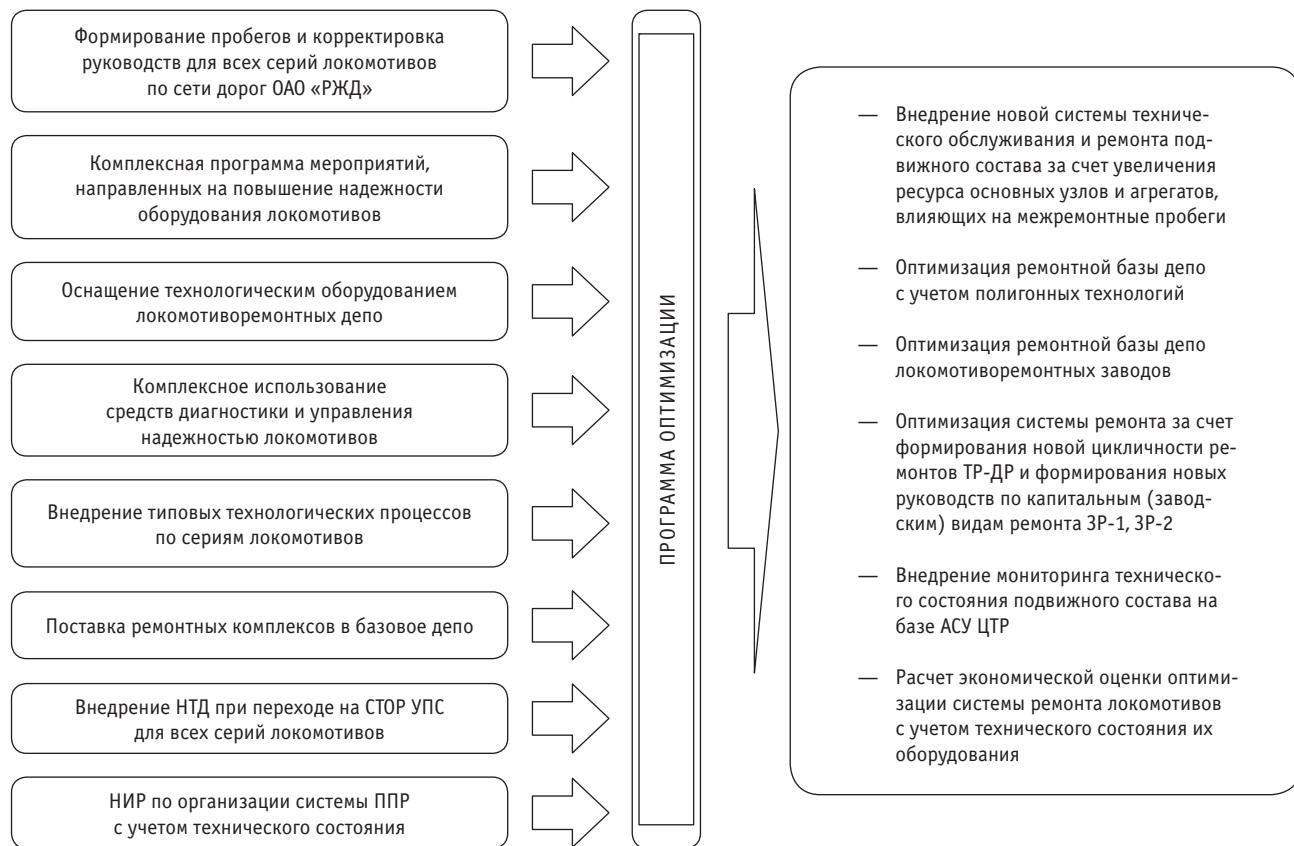 Формирование пробегов и корректировка
руководств для всех серий локомотивов
по сети дорог ОАО «РЖД»
Комплексная программа мероприятий,
направленных на повышение надежности
оборудования локомотивов
Оснащение технологическим оборудованием
локомотиворемонтных депо
Комплексное использование
средств диагностики и управления
надежностью локомотивов
Внедрение типовых технологических процессов
по сериям локомотивов
Поставка ремонтных комплексов в базовое депо
Внедрение НТД при переходе на СТОР УПС
для всех серий локомотивов
НИР по организации системы ППР
с учетом технического состояния
ПРОГРАММА ОПТИМИЗАЦИИ
— Внедрение новой системы техниче-
ского обслуживания и ремонта под-
вижного состава за счет увеличения
ресурса основных узлов и агрегатов,
влияющих на межремонтные пробеги
— Оптимизация ремонтной базы депо
с учетом полигонных технологий
— Оптимизация ремонтной базы депо
локомотиворемонтных заводов
— Оптимизация системы ремонта за счет
формирования новой цикличности ре-
монтов ТР-ДР и формирования новых
руководств по капитальным (завод-
ским) видам ремонта ЗР-1, ЗР-2
— Внедрение мониторинга техническо-
го состояния подвижного состава на
базе АСУ ЦТР
— Расчет экономической оценки оптими-
зации системы ремонта локомотивов
с учетом технического состояния их
оборудования